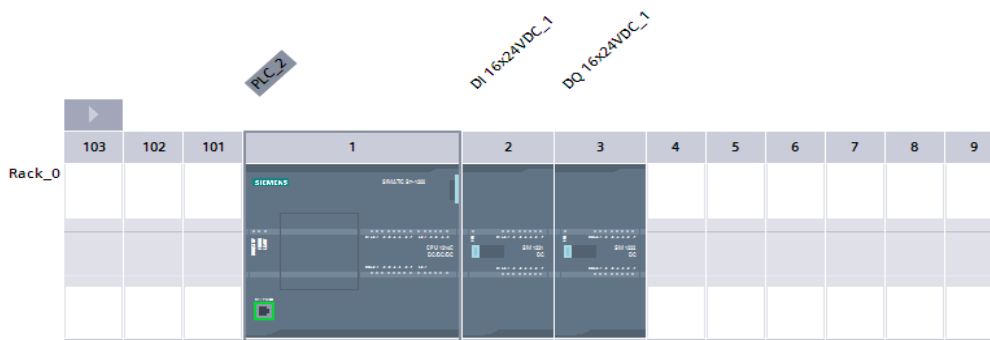 PLC_2
DI 16x24VDC_1
DQ 16x24VDC_1
103 102 101 1 2 3 4 5 6 7 8 9
Rack_0
SIEMENS
SIMATIC S7-1200
CPU 1214C
DC/DC/DC
SM 1221
DC
SM 1222
DC